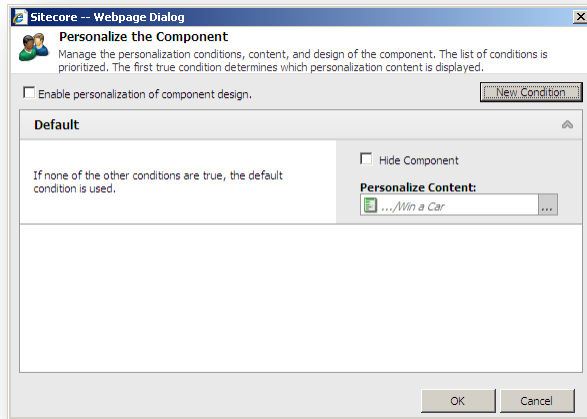 Sitecore -- Webpage Dialog
Personalize the Component
Manage the personalization conditions, content, and design of the component. The list of conditions is
prioritized. The first true condition determines which personalization content is displayed.
Enable personalization of component design.
New Condition
Default
Hide Component
If none of the other conditions are true, the default
condition is used.
Personalize Content:
.../Win a Car
...
OK
Cancel